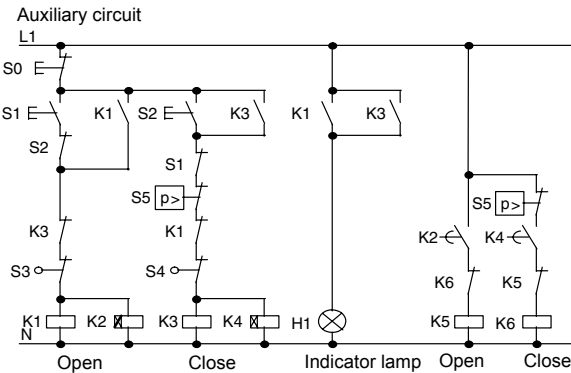 Auxiliary circuit
L1
S0
S1 K1 S2 K3 K1 K3
S2 S1
S5 p> S5 p>
K3 K1 K2 K4
S3 S4 K6 K5
K1 K2 K3 K4 H1 K5 K6
N
Open Close Indicator lamp Open Close